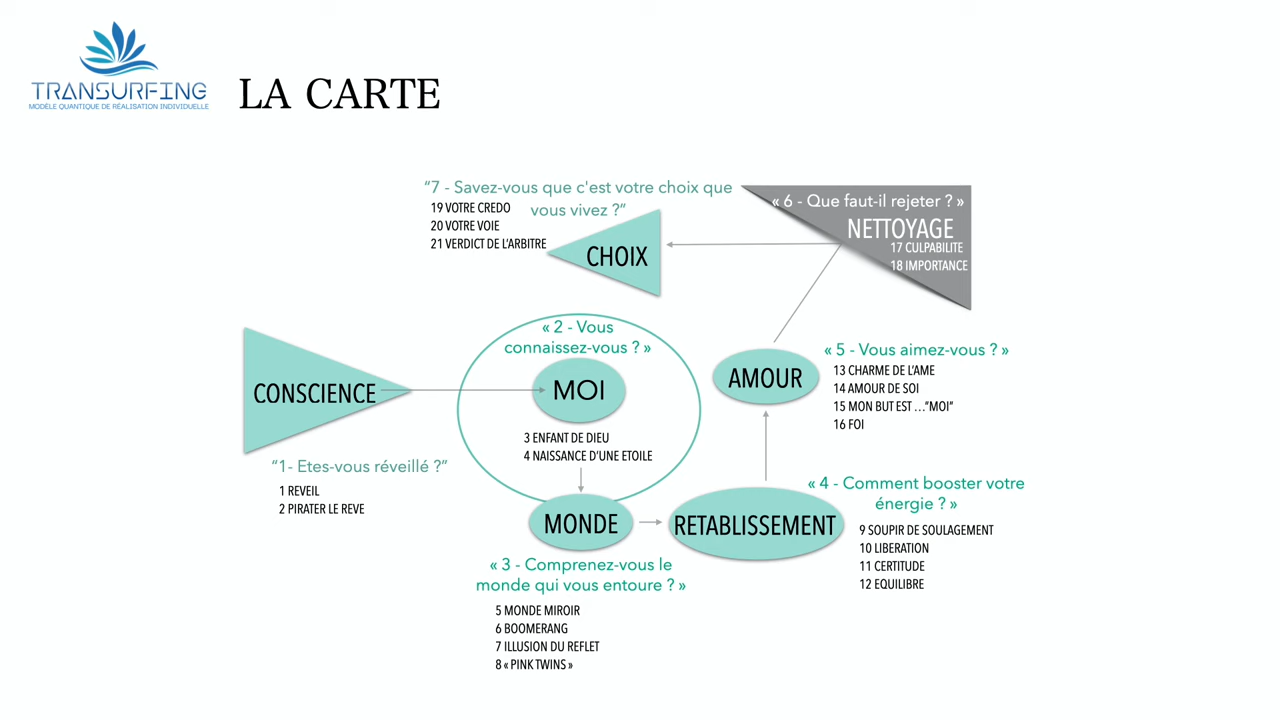 TRANSURFING
MODÈLE QUANTIQUE DE RÉALISATION INDIVIDUELLE
LA CARTE
“7 - Savez-vous que c'est votre choix que
vous vivez ?”
19 VOTRE CREDO
20 VOTRE VOIE
21 VERDICT DE L’ARBITRE
CHOIX
« 6 - Que faut-il rejeter ? »
NETTOYAGE
17 CULPABILITE
18 IMPORTANCE
CONSCIENCE
“1- Etes-vous réveillé ?”
1 REVEIL
2 PIRATER LE REVE
« 2 - Vous
connaissez-vous ? »
MOI
3 ENFANT DE DIEU
4 NAISSANCE D’UNE ETOILE
MONDE
« 3 - Comprenez-vous le
monde qui vous entoure ? »
5 MONDE MIROIR
6 BOOMERANG
7 ILLUSION DU REFLET
8 « PINK TWINS »
RETABLISSEMENT
« 4 - Comment booster votre
énergie ? »
9 SOUPIR DE SOULAGEMENT
10 LIBERATION
11 CERTITUDE
12 EQUILIBRE
AMOUR
« 5 - Vous aimez-vous ? »
13 CHARME DE L’AME
14 AMOUR DE SOI
15 MON BUT EST …”MOI”
16 FOI